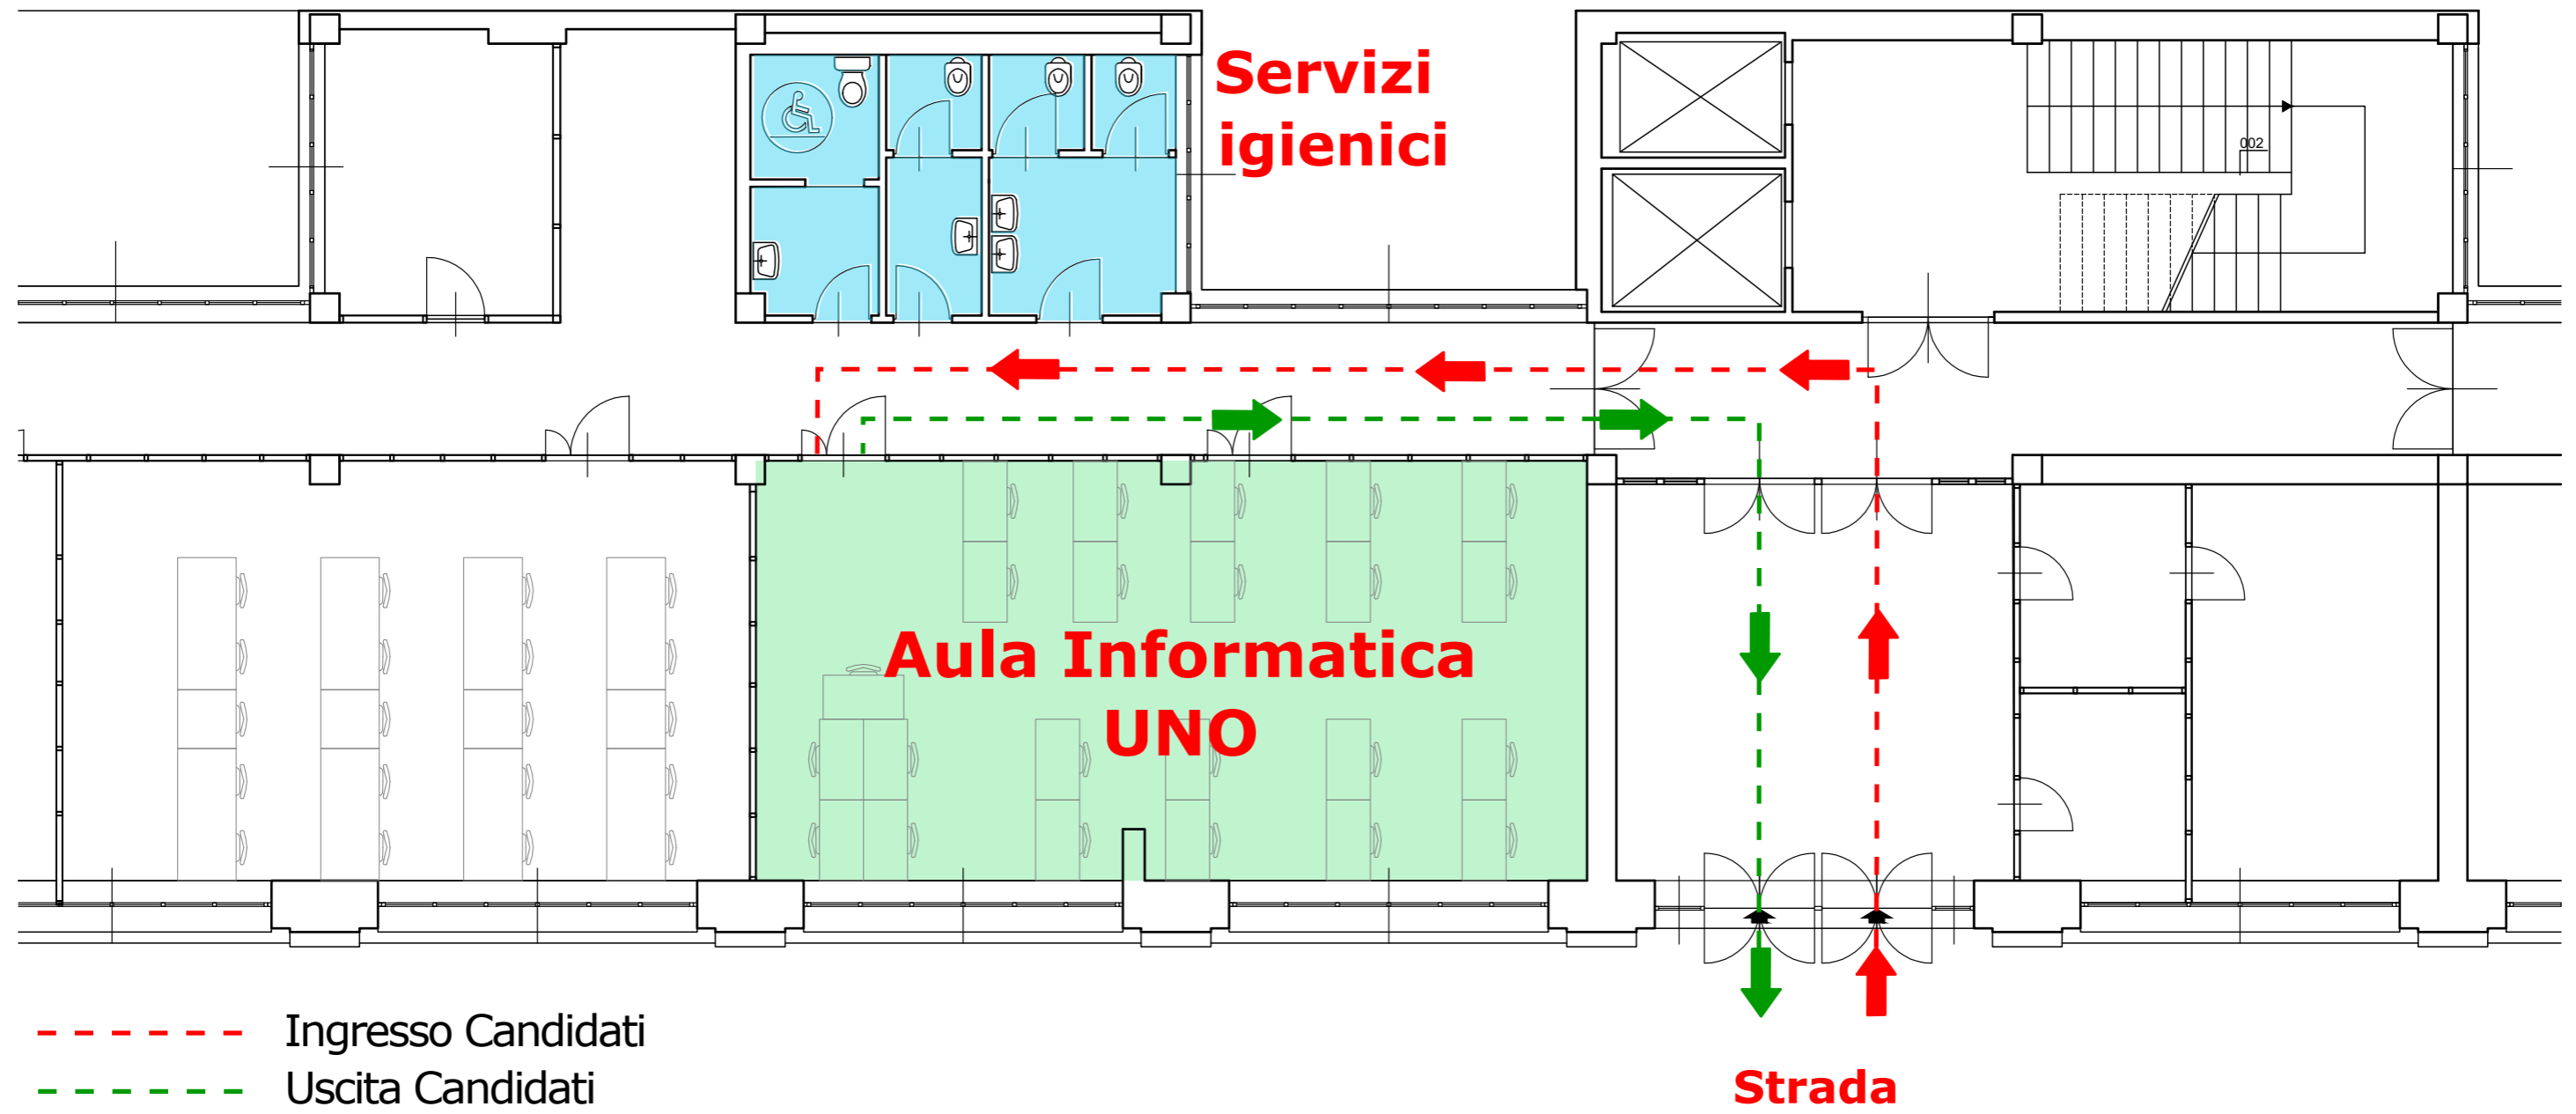 Servizi
igienici
002
Aula Informatica
UNO
Ingresso Candidati
Uscita Candidati
Strada